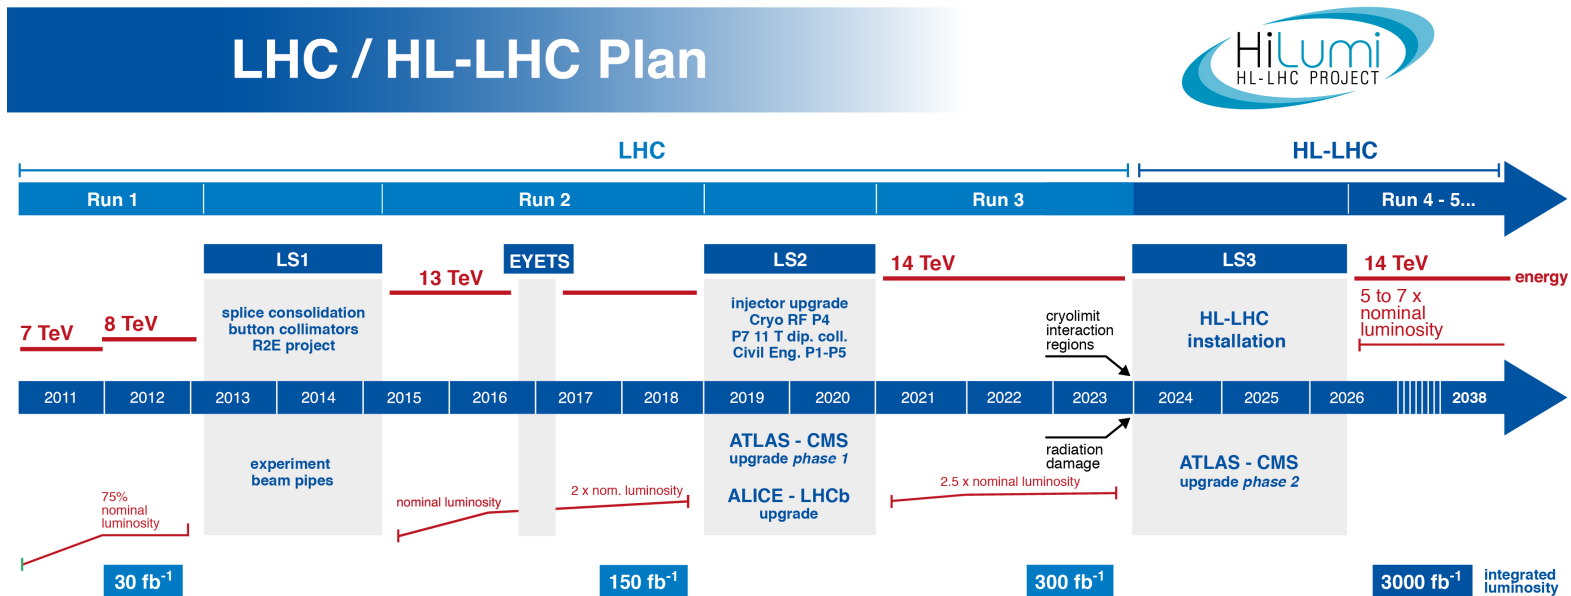 LHC / HL-LHC Plan
HiLumi
HL-LHC PROJECT
LHC
HL-LHC
Run 1
Run 2
Run 3
Run 4 - 5...
LS1
EYETS
LS2
LS3
7 TeV
8 TeV
13 TeV
14 TeV
14 TeV
energy
splice consolidation
button collimators
R2E project
injector upgrade
Cryo RF P4
P7 11 T dip. coll.
Civil Eng. P1-P5
cryolimit
interaction
regions
HL-LHC
installation
5 to 7 x
nominal
luminosity
2011
2012
2013
2014
2015
2016
2017
2018
2019
2020
2021
2022
2023
2024
2025
2026
2038
75%
nominal
luminosity
experiment
beam pipes
nominal luminosity
2 x nom. luminosity
ATLAS - CMS
upgrade phase 1
ALICE - LHCb
upgrade
2.5 x nominal luminosity
radiation
damage
ATLAS - CMS
upgrade phase 2
30 fb-1
150 fb-1
300 fb-1
3000 fb-1
integrated
luminosity